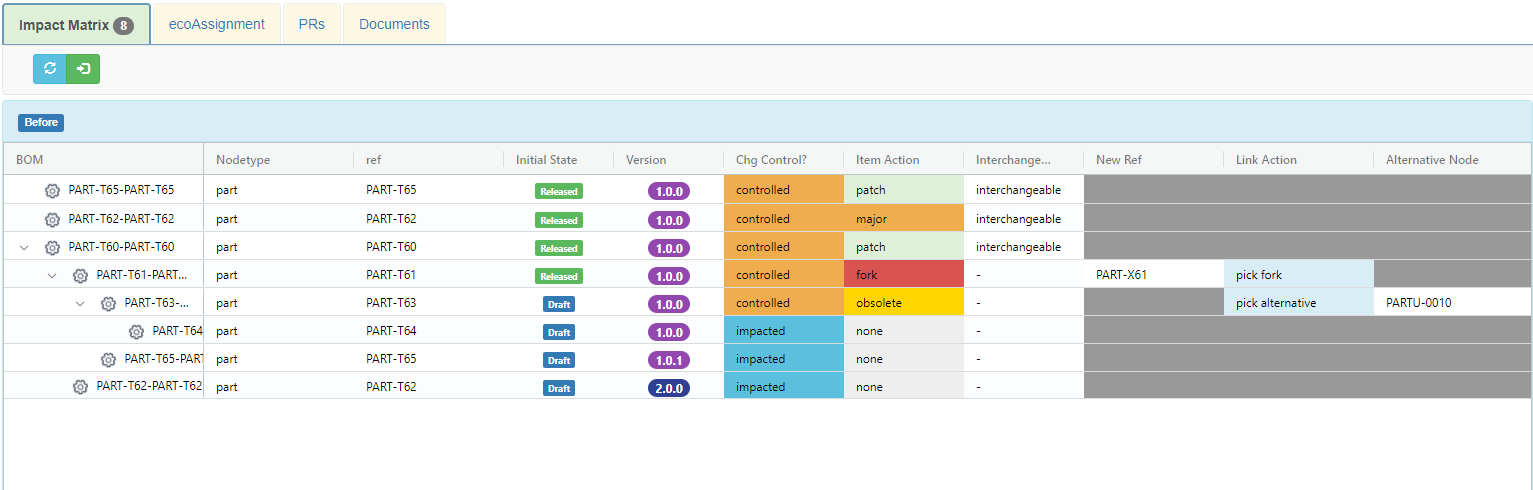 Impact Matrix 8 ecoAssignment PRs Documents
Before
BOM Nodetype ref Initial State Version Chg Control? Item Action Interchange... New Ref Link Action Alternative Node
PART-T65-PART-T65 part PART-T65 Released 1.0.0 controlled patch interchangeable
PART-T62-PART-T62 part PART-T62 Released 1.0.0 controlled major interchangeable
PART-T60-PART-T60 part PART-T60 Released 1.0.0 controlled patch interchangeable
PART-T61-PART... part PART-T61 Released 1.0.0 controlled fork - PART-X61 pick fork
PART-T63-... part PART-T63 Draft 1.0.0 controlled obsolete - pick alternative PARTU-0010
PART-T64 part PART-T64 Draft 1.0.0 impacted none -
PART-T65-PART part PART-T65 Draft 1.0.1 impacted none -
PART-T62-PART-T62 part PART-T62 Draft 2.0.0 impacted none -